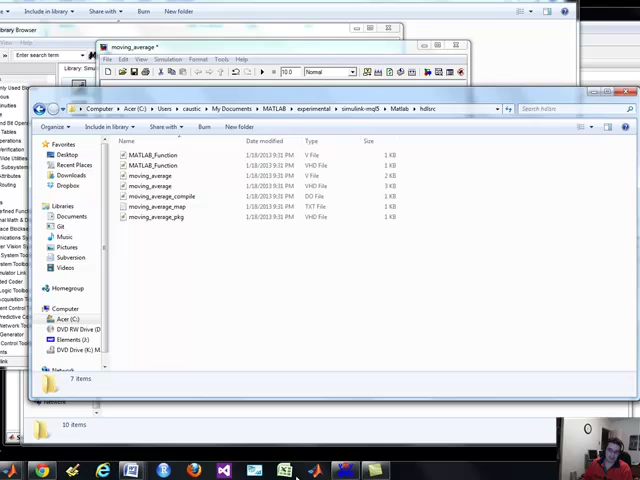 Include in library Share with Burn New folder
Library Browser
moving_average *
File Edit View Simulation Format Tools Help
Enter search term
10.0 Normal
Computer Acer (C:) Users caustic My Documents MATLAB experimental simulink-mql5 Matlab hdlsrc
Search hdlsrc
Organize Include in library Share with Burn New folder
Favorites
Desktop
Recent Places
Downloads
Dropbox
Libraries
Documents
Git
Music
Pictures
Subversion
Videos
Homegroup
Computer
Acer (C:)
DVD RW Drive (D
Elements (J:)
DVD Drive (K:) M
Network
Date modified Type Size
MATLAB_Function 1/18/2013 9:31 PM V File 1 KB
MATLAB_Function 1/18/2013 9:31 PM VHD File 1 KB
moving_average 1/18/2013 9:31 PM V File 2 KB
moving_average 1/18/2013 9:31 PM VHD File 2 KB
moving_average_compile 1/18/2013 9:31 PM DO File 1 KB
moving_average_map 1/18/2013 9:31 PM TXT File 1 KB
moving_average_pkg 1/18/2013 9:31 PM VHD File 1 KB
7 items
10 items